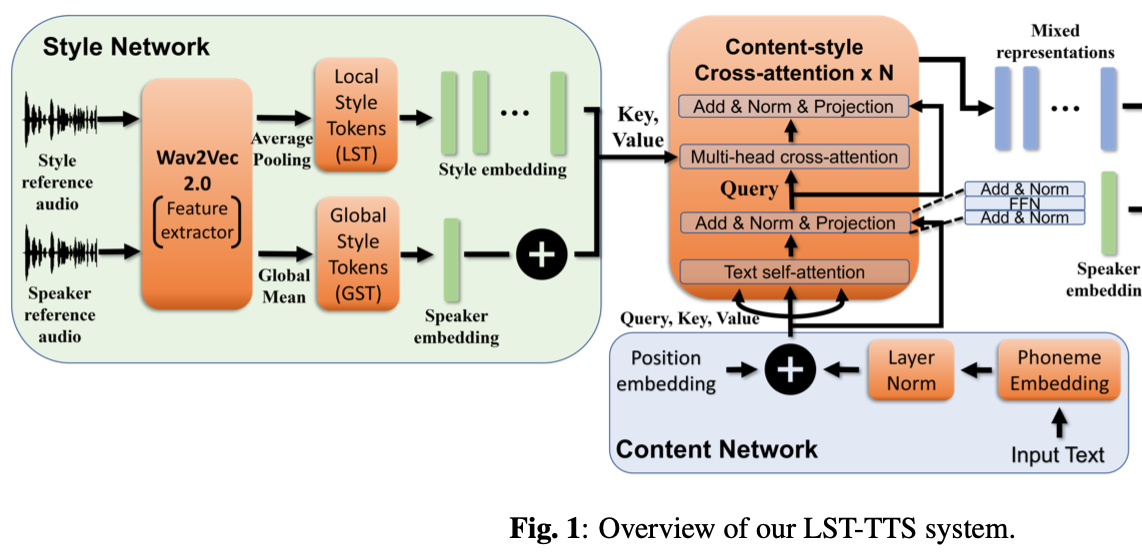 Style Network
Style
reference
audio
Speaker
reference
audio
Wav2Vec
2.0
Feature
extractor
Average
Pooling
Global
Mean
Local
Style
Tokens
(LST)
Global
Style
Tokens
(GST)
Style embedding
Speaker
embedding
+
Key,
Value
Content-style
Cross-attention x N
Add & Norm & Projection
Multi-head cross-attention
Query
Add & Norm & Projection
Text self-attention
Query, Key, Value
Mixed
representations
Add & Norm
FFN
Add & Norm
Speaker
embeddin
Position
embedding
+
Layer
Norm
Phoneme
Embedding
Input Text
Content Network
Fig. 1: Overview of our LST-TTS system.